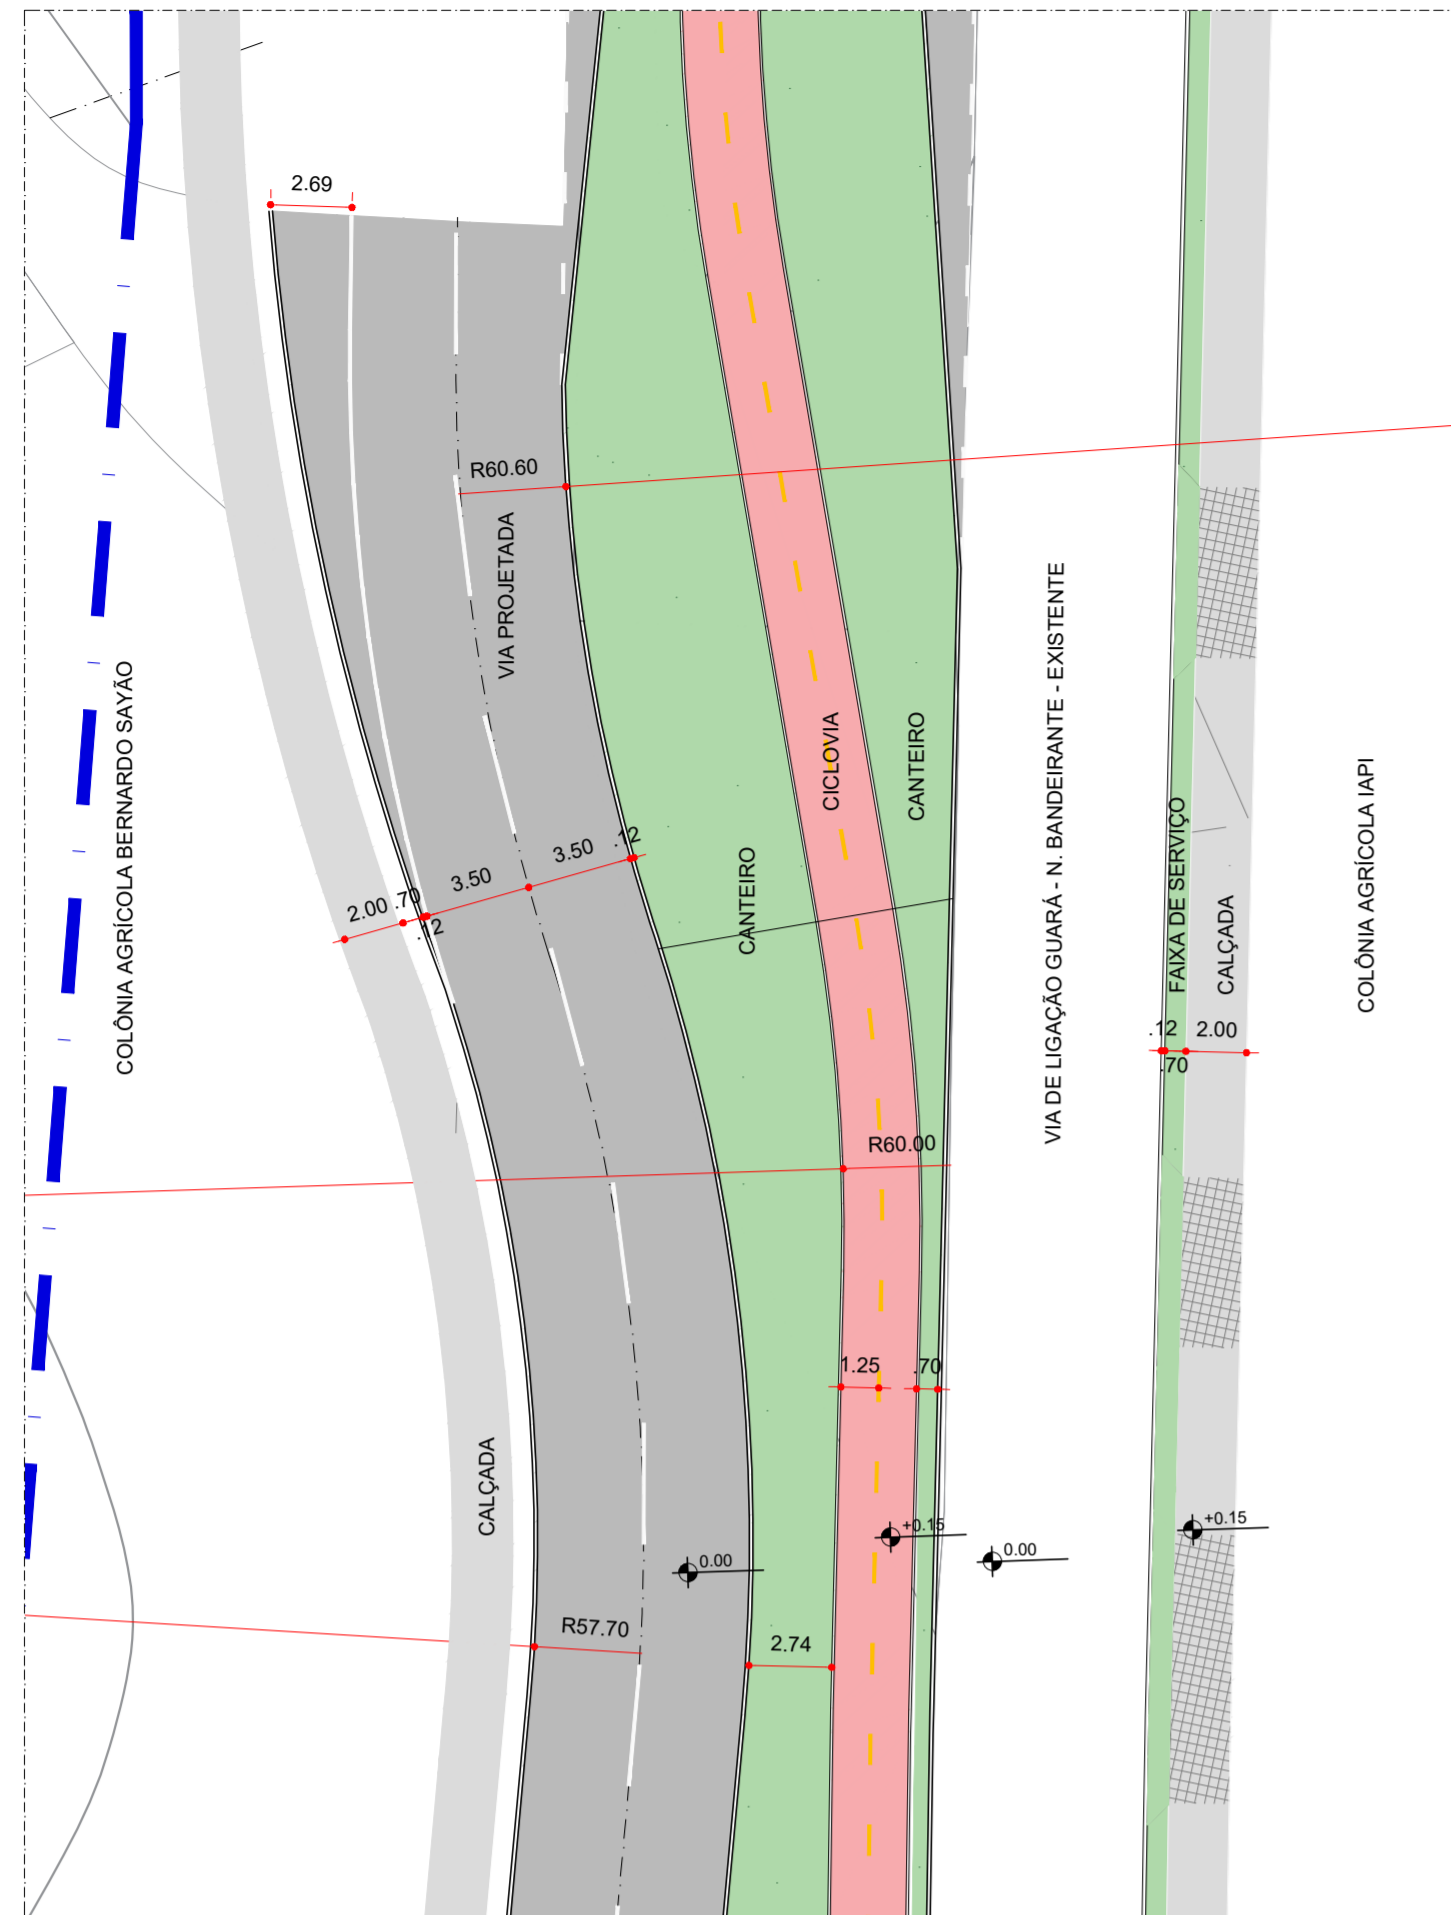 2.69
R60.60
VIA PROJETADA
COLÔNIA AGRÍCOLA BERNARDO SAYÃO
CICLOVIA
CANTEIRO
CANTEIRO
VIA DE LIGAÇÃO GUARÁ - N. BANDEIRANTE - EXISTENTE
FAIXA DE SERVIÇO
CALÇADA
COLÔNIA AGRÍCOLA IAPI
2.00
.70
.12
3.50
3.50
.12
.12
2.00
.70
R60.00
1.25
.70
CALÇADA
+0.15
+0.15
0.00
0.00
R57.70
2.74